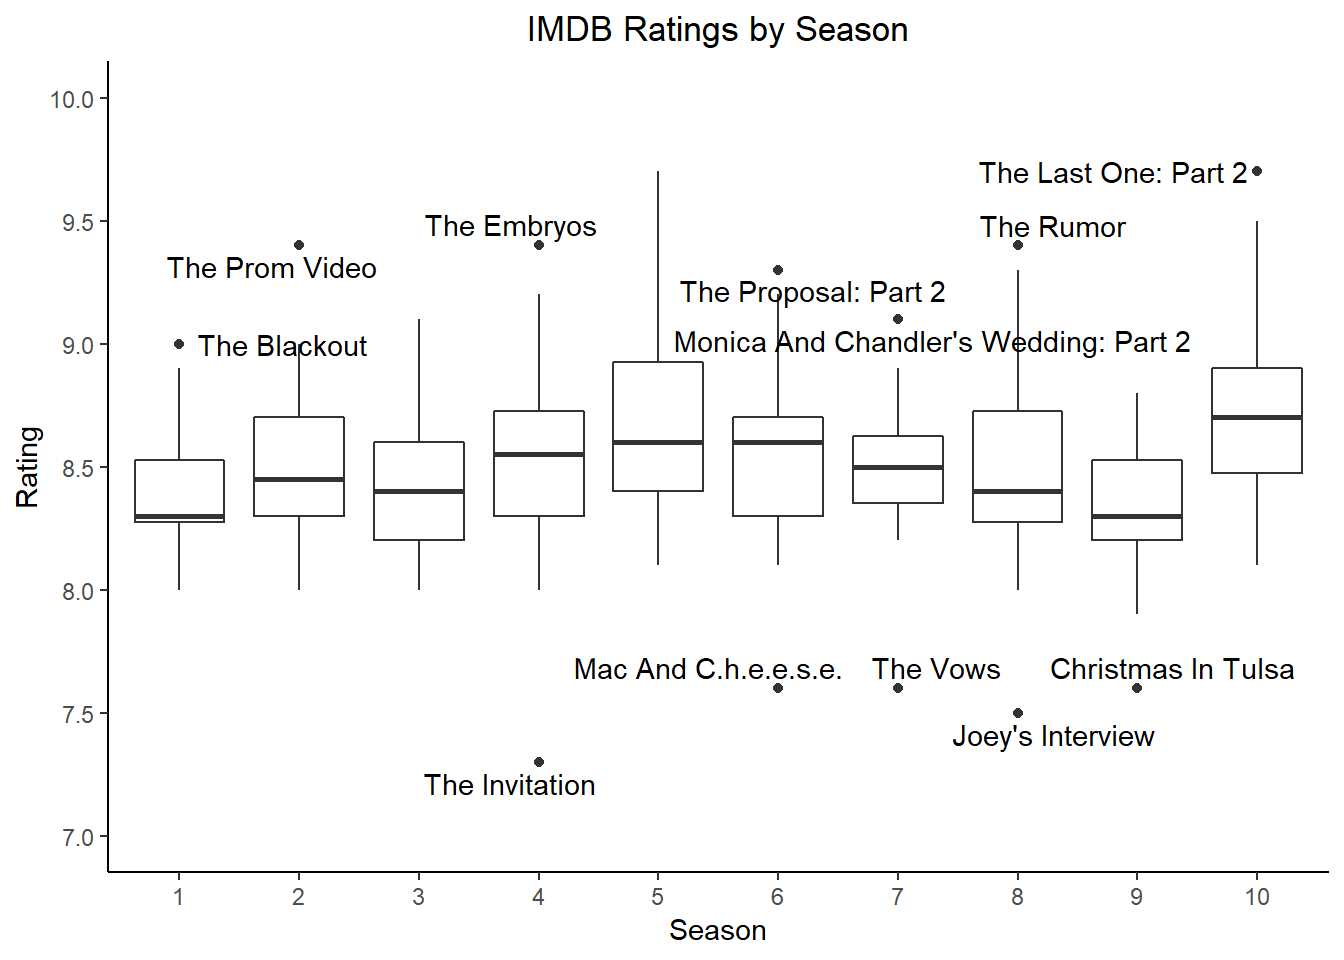 IMDB Ratings by Season
10.0
The Last One: Part 2
9.5
The Embryos
The Rumor
The Prom Video
The Proposal: Part 2
9.0
The Blackout
Monica And Chandler's Wedding: Part 2
8.5
Rating
8.0
Mac And C.h.e.e.s.e.
The Vows
Christmas In Tulsa
7.5
Joey's Interview
The Invitation
7.0
1 2 3 4 5 6 7 8 9 10
Season